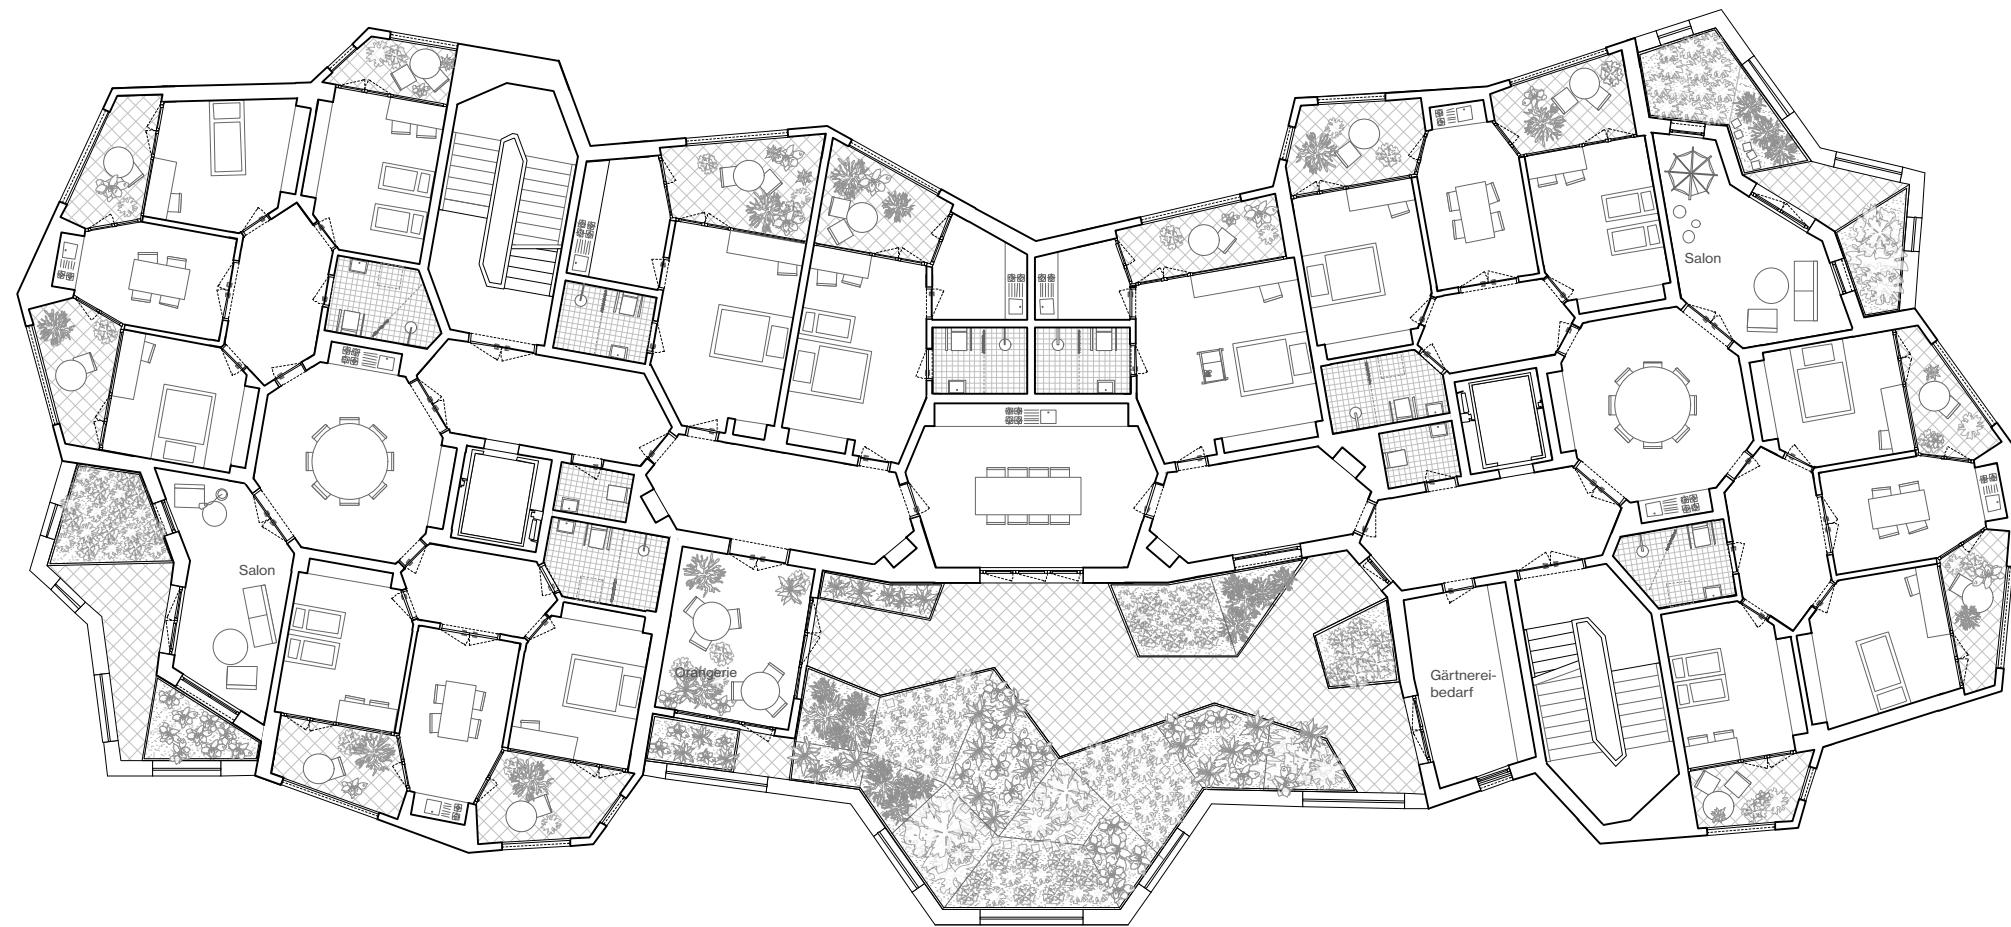 Salon
Salon
Orangerie
Gärtnerei-
bedarf